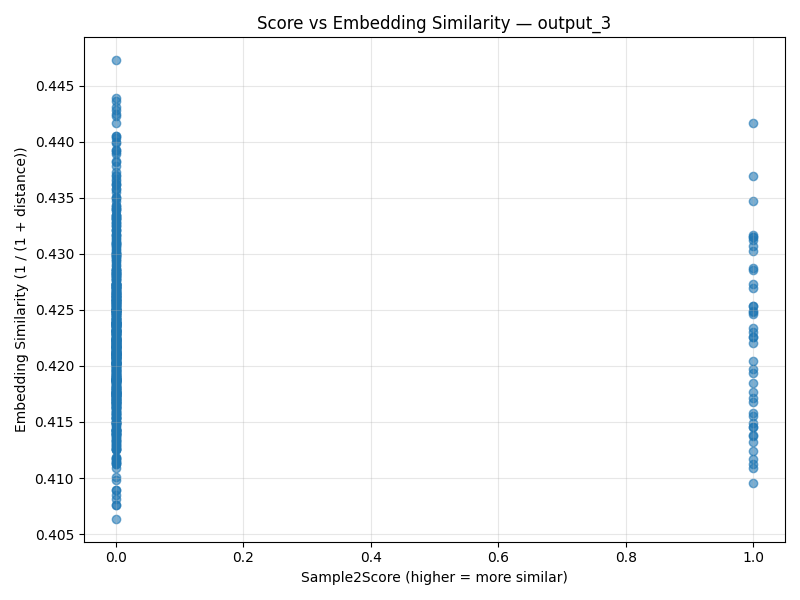 Score vs Embedding Similarity — output_3
Embedding Similarity (1 / (1 + distance))
0.445
0.440
0.435
0.430
0.425
0.420
0.415
0.410
0.405
0.0 0.2 0.4 0.6 0.8 1.0
Sample2Score (higher = more similar)